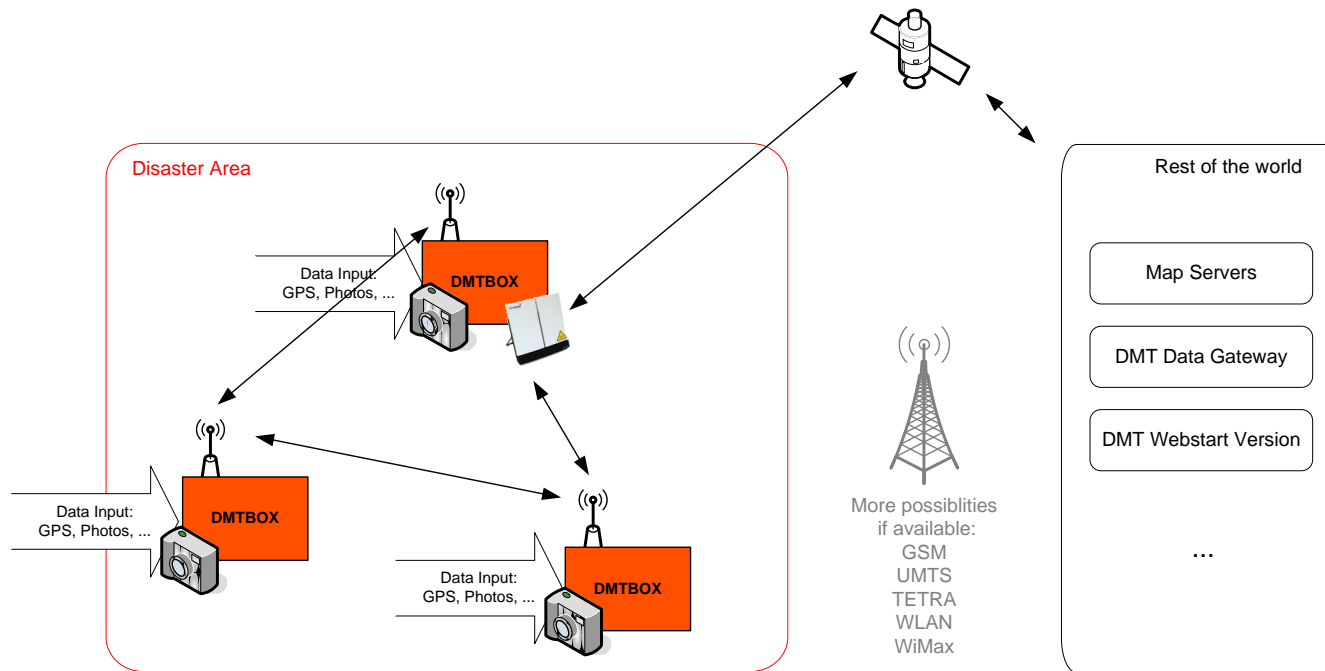 Disaster Area
Rest of the world
Data Input:
GPS, Photos, ...
DMTBOX
Map Servers
DMT Data Gateway
DMT Webstart Version
...
Data Input:
GPS, Photos, ...
DMTBOX
Data Input:
GPS, Photos, ...
DMTBOX
More possiblities
if available:
GSM
UMTS
TETRA
WLAN
WiMax